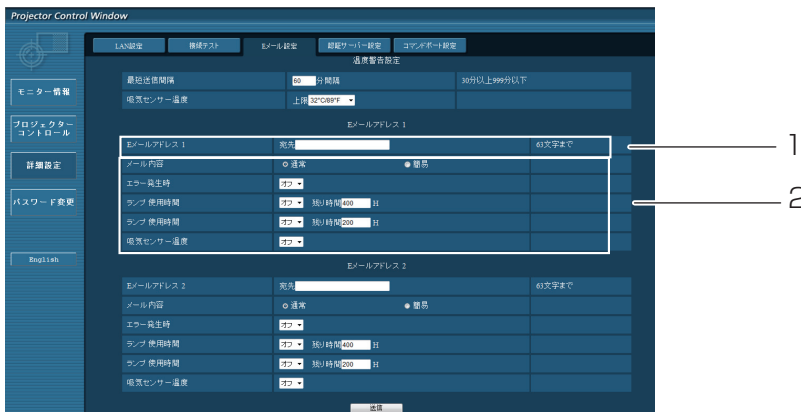 Projector Control Window
LAN設定 接続テスト Eメール設定 認証サーバー設定 コマンドポート設定
温度警告設定
最短送信間隔 60 分間隔 30分以上999分以下
吸気センサー温度 上限 32°C/89°F
Eメールアドレス 1
Eメールアドレス 1 宛先 63文字まで
メール内容 通常 簡易
エラー発生時 オフ
ランプ 使用時間 オフ 残り時間 400 H
ランプ 使用時間 オフ 残り時間 200 H
吸気センサー温度 オフ
Eメールアドレス 2
Eメールアドレス 2 宛先 63文字まで
メール内容 通常 簡易
エラー発生時 オフ
ランプ 使用時間 オフ 残り時間 400 H
ランプ 使用時間 オフ 残り時間 200 H
吸気センサー温度 オフ
送信
モニター情報
プロジェクター
コントロール
詳細設定
パスワード変更
English
1
2